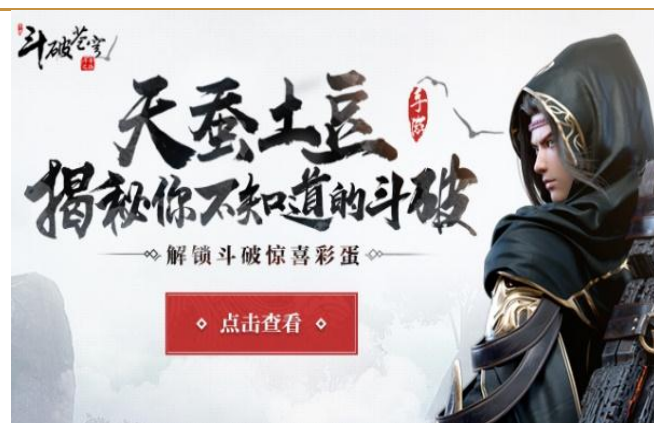 斗破苍穹
天蚕土豆
手游
揭秘你不知道的斗破
解锁斗破惊喜彩蛋
点击查看